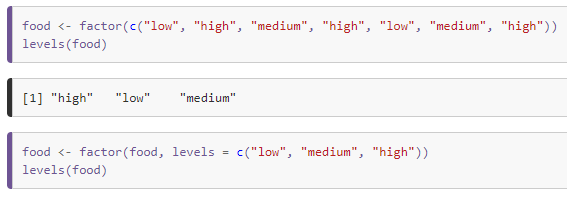 food <- factor(c("low", "high", "medium", "high", "low", "medium", "high"))
levels(food)
[1] "high"   "low"    "medium"
food <- factor(food, levels = c("low", "medium", "high"))
levels(food)